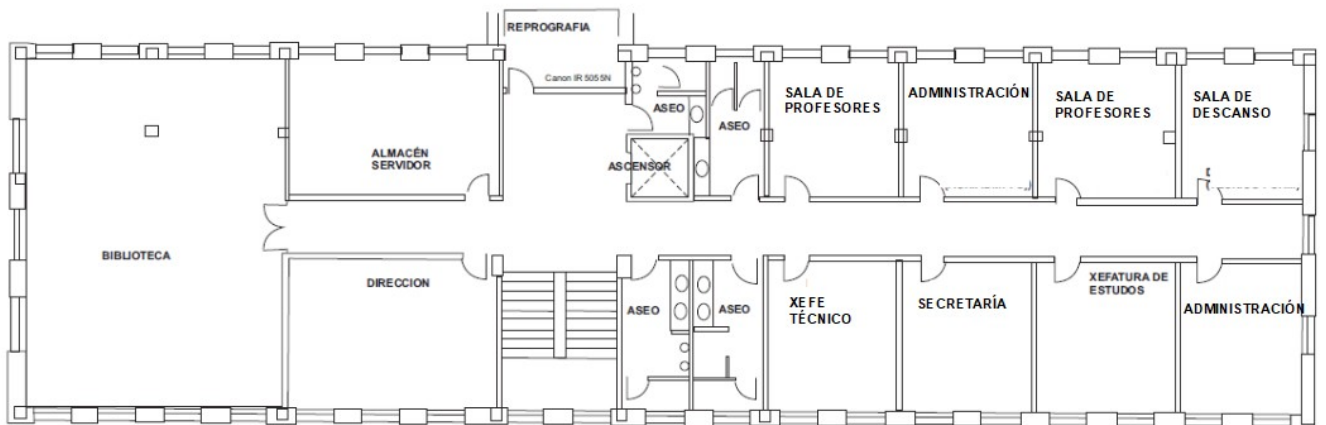 REPROGRAFIA
Canon IR 5055N
ASEO
ASEO
SALA DE
PROFESORES
ADMINISTRACIÓN
SALA DE
PROFESORES
SALA DE
DESCANSO
ALMACÉN
SERVIDOR
ASCENSOR
BIBLIOTECA
DIRECCION
ASEO
ASEO
XEFE
TÉCNICO
SECRETARÍA
XEFATURA DE
ESTUDOS
ADMINISTRACIÓN